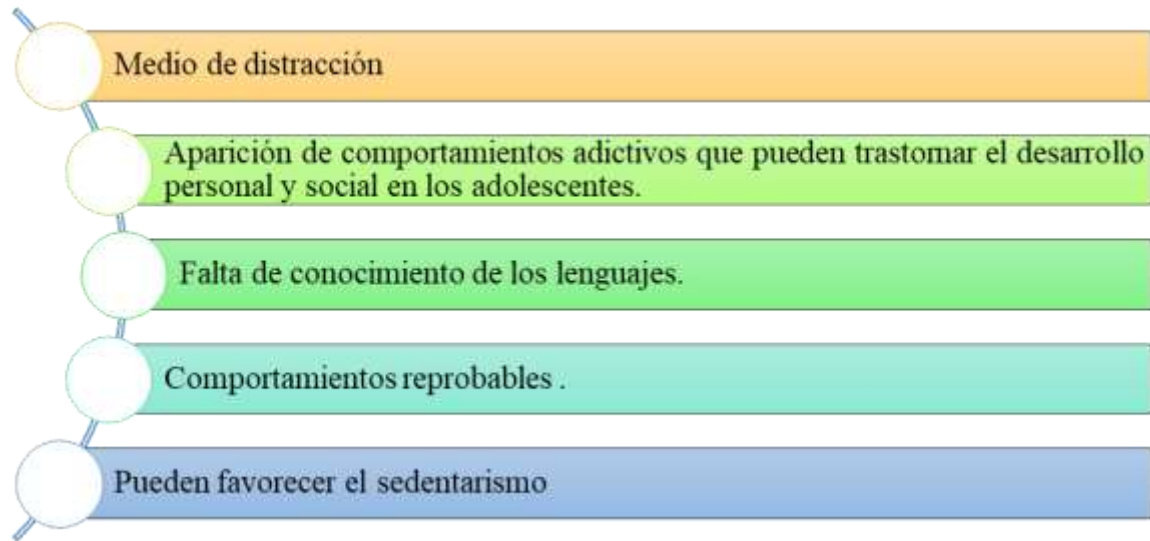 Medio de distracción
Aparición de comportamientos adictivos que pueden trastornar el desarrollo
personal y social en los adolescentes.
Falta de conocimiento de los lenguajes.
Comportamientos reprobables .
Pueden favorecer el sedentarismo